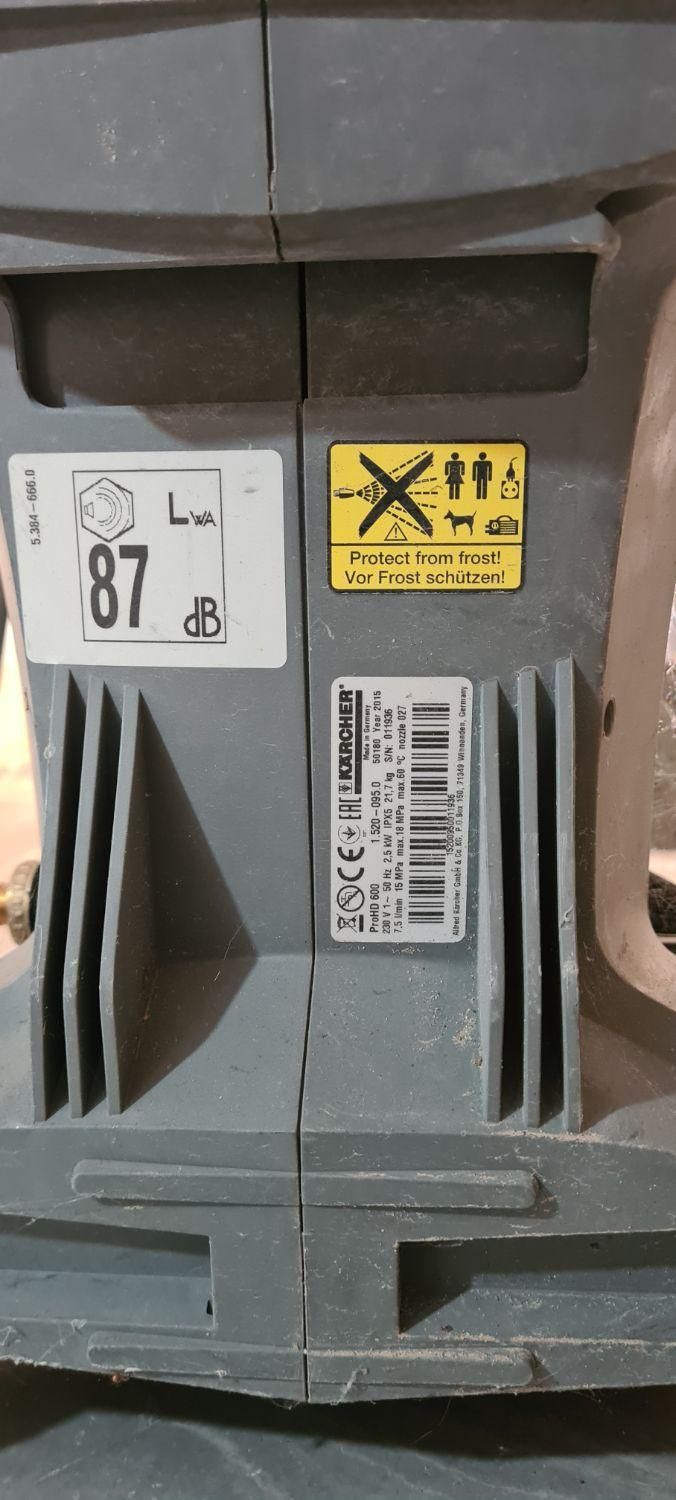 5.384-666.0
LWA
87
dB
Protect from frost!
Vor Frost schützen!
KÄRCHER®
Made in Germany
ProHD 600 1.520-095.0 50180 Year 2015
230 V 1~ 50 Hz 2,5 kW IPX5 21,7 kg S/N: 011936
7,5 l/min 15 MPa max.18 MPa max.60 °C nozzle 027
15200950011936
Alfred Kärcher GmbH & Co.KG, P.O.Box 160, 71349 Winnenden, Germany